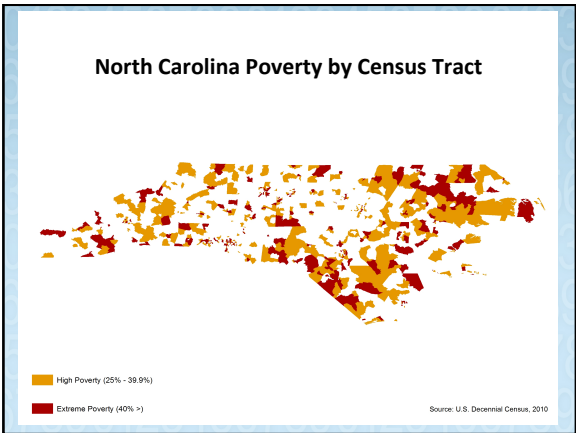 North Carolina Poverty by Census Tract
High Poverty (25% - 39.9%)
Extreme Poverty (40% >)
Source: U.S. Decennial Census, 2010